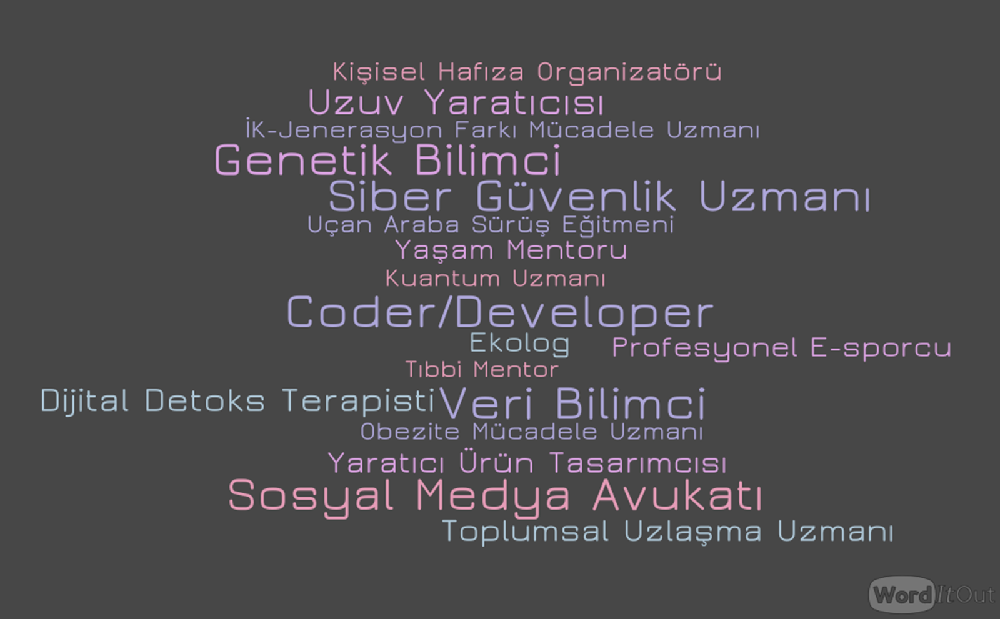 Kişisel Hafıza Organizatörü
Uzuv Yaratıcısı
İK-Jenerasyon Farkı Mücadele Uzmanı
Genetik Bilimci
Siber Güvenlik Uzmanı
Uçan Araba Sürüş Eğitmeni
Yaşam Mentoru
Kuantum Uzmanı
Coder/Developer
Ekolog
Profesyonel E-sporcu
Tıbbi Mentor
Dijital Detoks Terapisti
Veri Bilimci
Obezite Mücadele Uzmanı
Yaratıcı Ürün Tasarımcısı
Sosyal Medya Avukatı
Toplumsal Uzlaşma Uzmanı
WordItOut